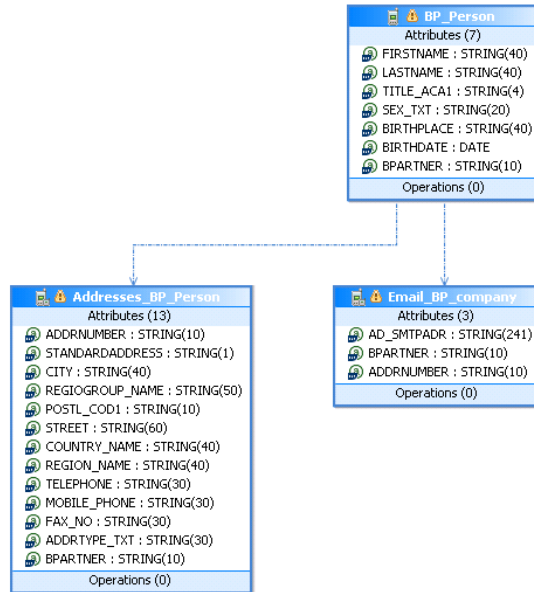 BP_Person
Attributes (7)
FIRSTNAME : STRING(40)
LASTNAME : STRING(40)
TITLE_ACA1 : STRING(4)
SEX_TXT : STRING(20)
BIRTHPLACE : STRING(40)
BIRTHDATE : DATE
BPARTNER : STRING(10)
Operations (0)
Addresses_BP_Person
Attributes (13)
ADDRNUMBER : STRING(10)
STANDARDADDRESS : STRING(1)
CITY : STRING(40)
REGIOGROUP_NAME : STRING(50)
POSTL_COD1 : STRING(10)
STREET : STRING(60)
COUNTRY_NAME : STRING(40)
REGION_NAME : STRING(40)
TELEPHONE : STRING(30)
MOBILE_PHONE : STRING(30)
FAX_NO : STRING(30)
ADDRTYPE_TXT : STRING(30)
BPARTNER : STRING(10)
Operations (0)
Email_BP_company
Attributes (3)
AD_SMTPADR : STRING(241)
BPARTNER : STRING(10)
ADDRNUMBER : STRING(10)
Operations (0)